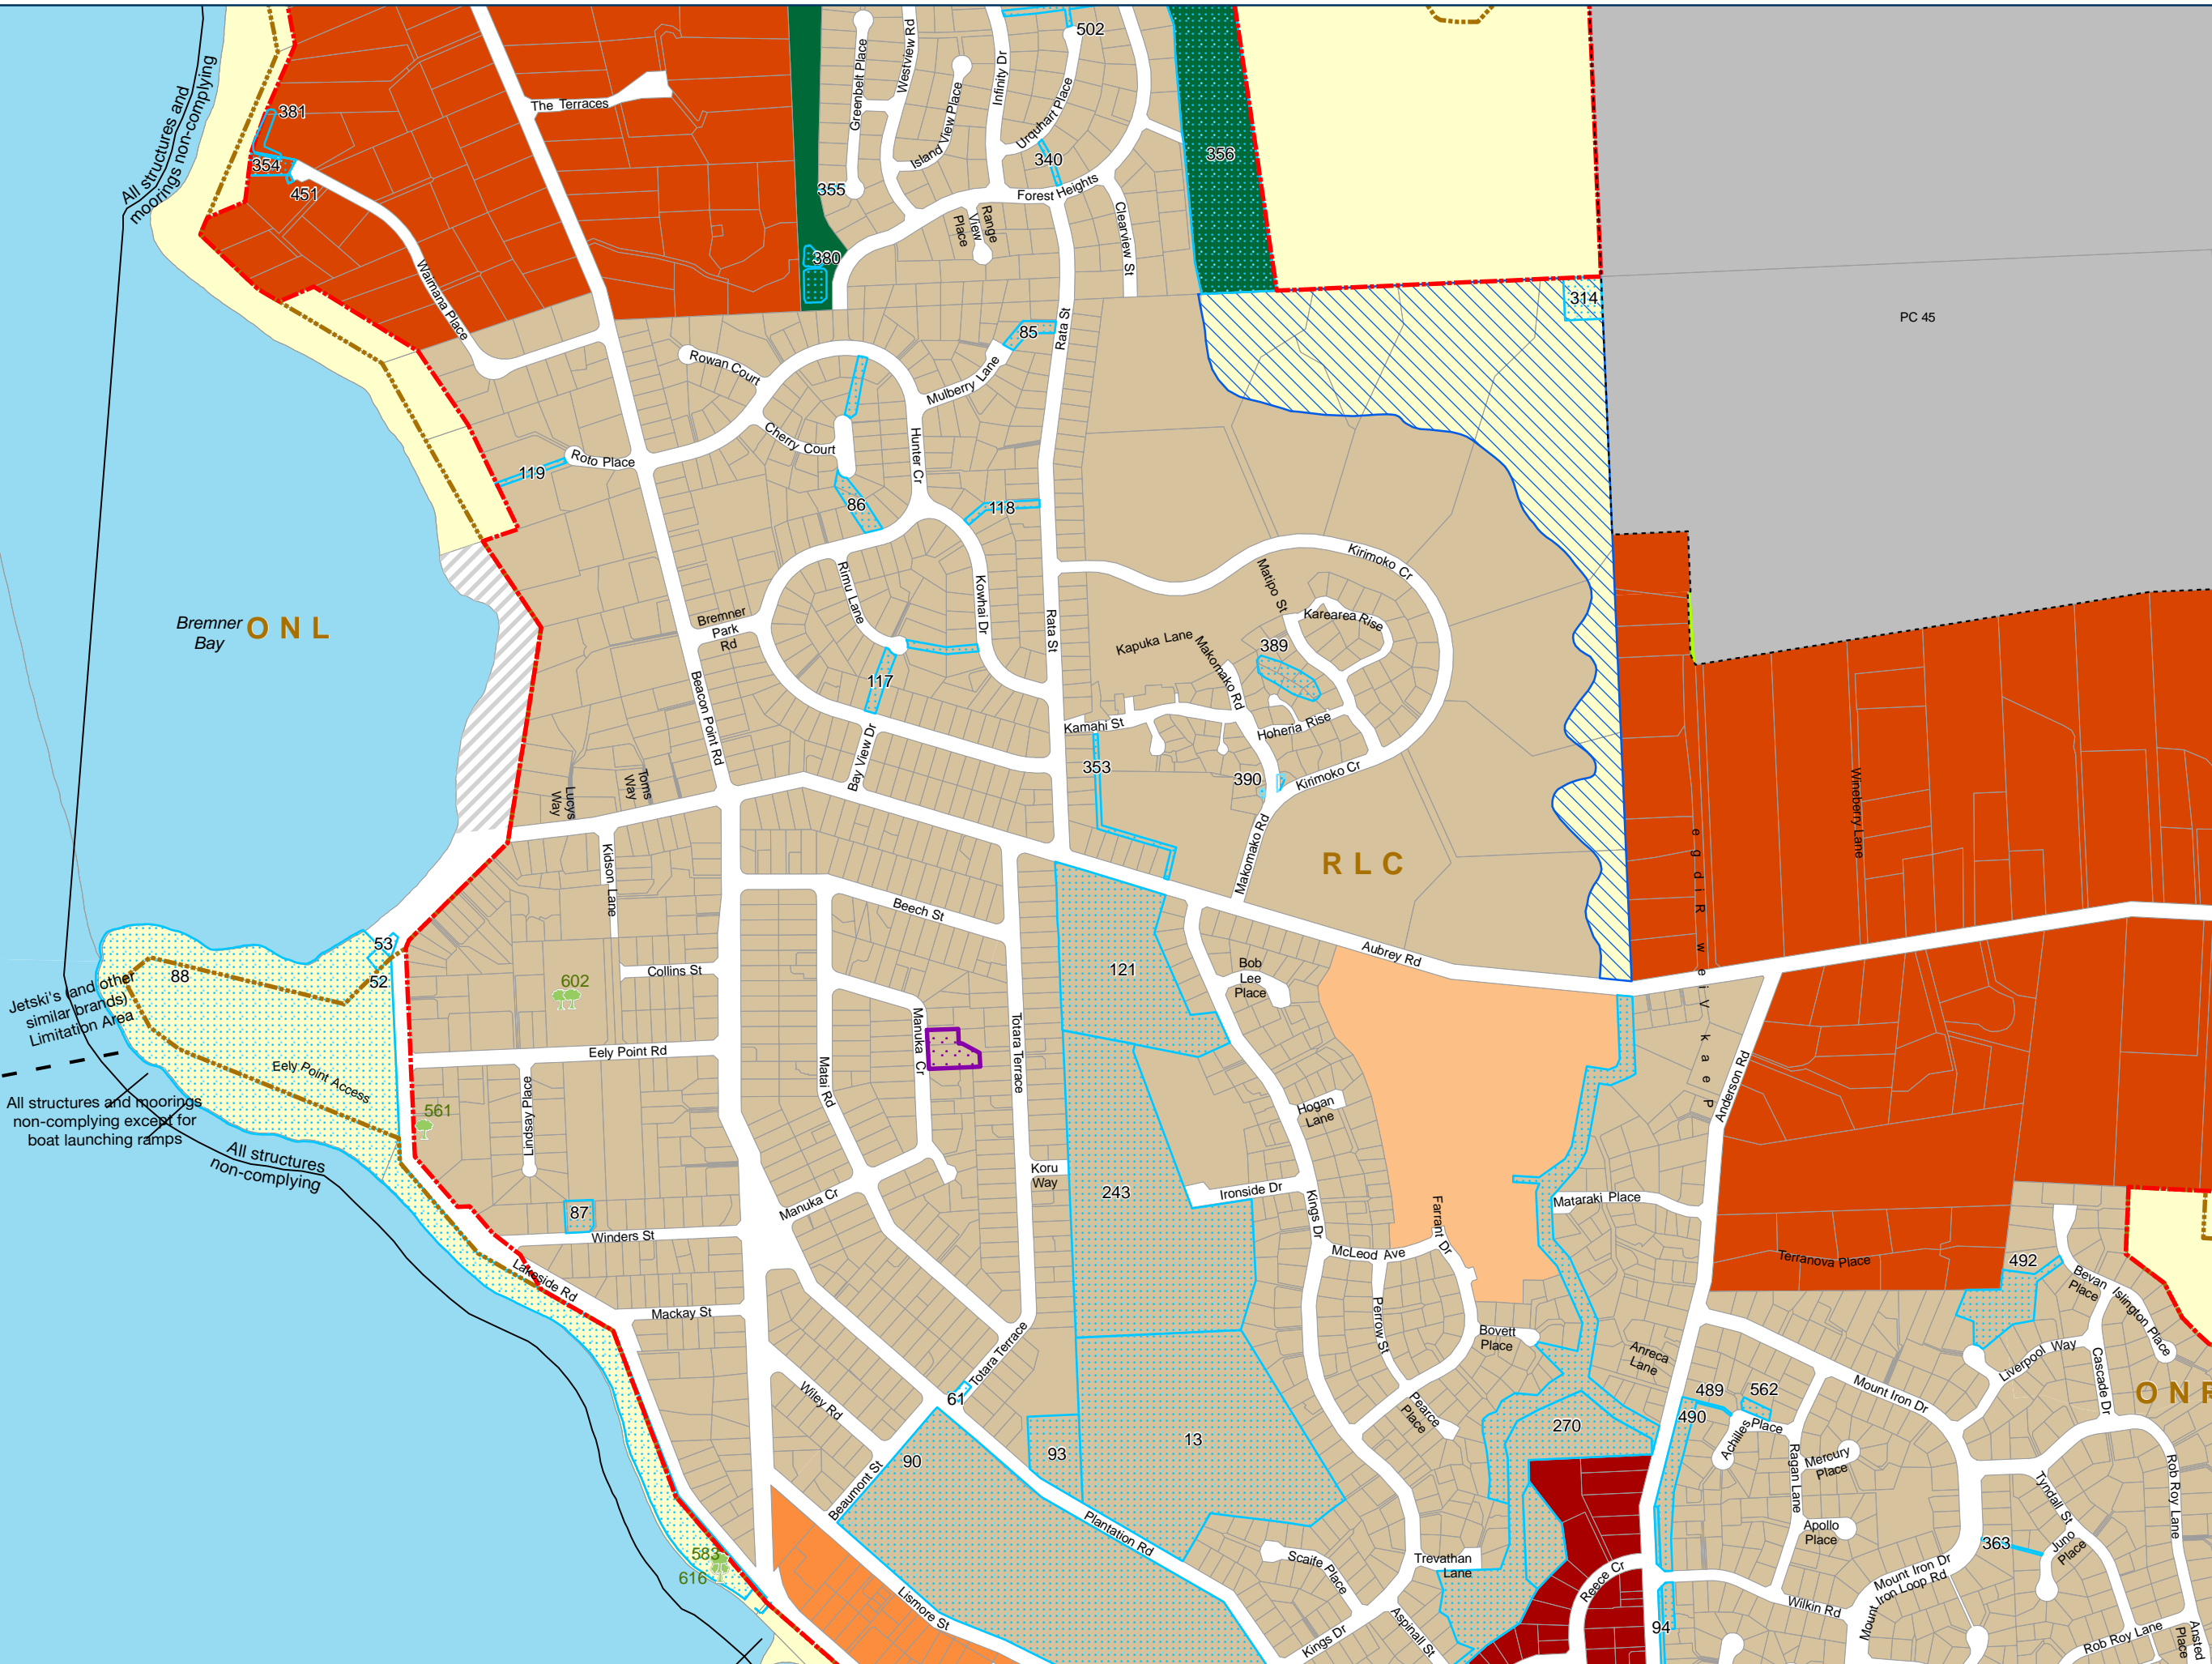 502
Greenbelt Place
Westview Rd
Infinity Dr
The Terraces
381
Island View Place
Urquhart Place
All structures and
moorings non-complying
354
451
355
340
356
Forest Heights
Range
View
Place
Clearview St
380
Waimana Place
314
PC 45
85
Rata St
Rowan Court
Mulberry Lane
Cherry Court
Hunter Cr
Roto Place
119
86
118
Kirimoko Cr
Matipo St
Rimu Lane
Kowhai Dr
Bremner
Park
Rd
Bremner
Bay
ONL
Rata St
Karearea Rise
Kapuka Lane
Makomako Rd
389
117
Beacon Point Rd
Kamahi St
Hoheria Rise
Bay View Dr
353
390
Kirimoko Cr
Toms
Way
Lucys
Way
Wineberry Lane
Makomako Rd
RLC
Kidson Lane
Peak View Ridge
Beech St
53
52
88
Aubrey Rd
Collins St
602
121
Bob
Lee
Place
Jetski's (and other
similar brands)
Limitation Area
Manuka Cr
Totara Terrace
Eely Point Rd
Matai Rd
Eely Point Access
Anderson Rd
All structures and moorings
non-complying except for
boat launching ramps
561
Lindsay Place
Hogan
Lane
All structures
non-complying
Koru
Way
243
Ironside Dr
Mataraki Place
87
Manuka Cr
Kings Dr
Farrant Dr
Winders St
McLeod Ave
Terranova Place
492
Lakeside Rd
Bevan
Place
Islington Place
Mackay St
Perrow St
Bovett
Place
Totara Terrace
Anreca
Lane
Liverpool Way
Cascade Dr
61
Wiley Rd
Pearce
Place
489
562
490
Mount Iron Dr
ONF
Achilles Place
270
13
93
90
Ragan Lane
Mercury
Place
Beaumont St
Tyndall St
Rob Roy Lane
Plantation Rd
Apollo
Place
363
Juno
Place
583
616
Scaife Place
Trevathan
Lane
Reece Cr
Mount Iron Dr
Mount Iron Loop Rd
Lismore St
Wilkin Rd
94
Kings Dr
Aspinall St
Rob Roy Lane
Ansted
Place